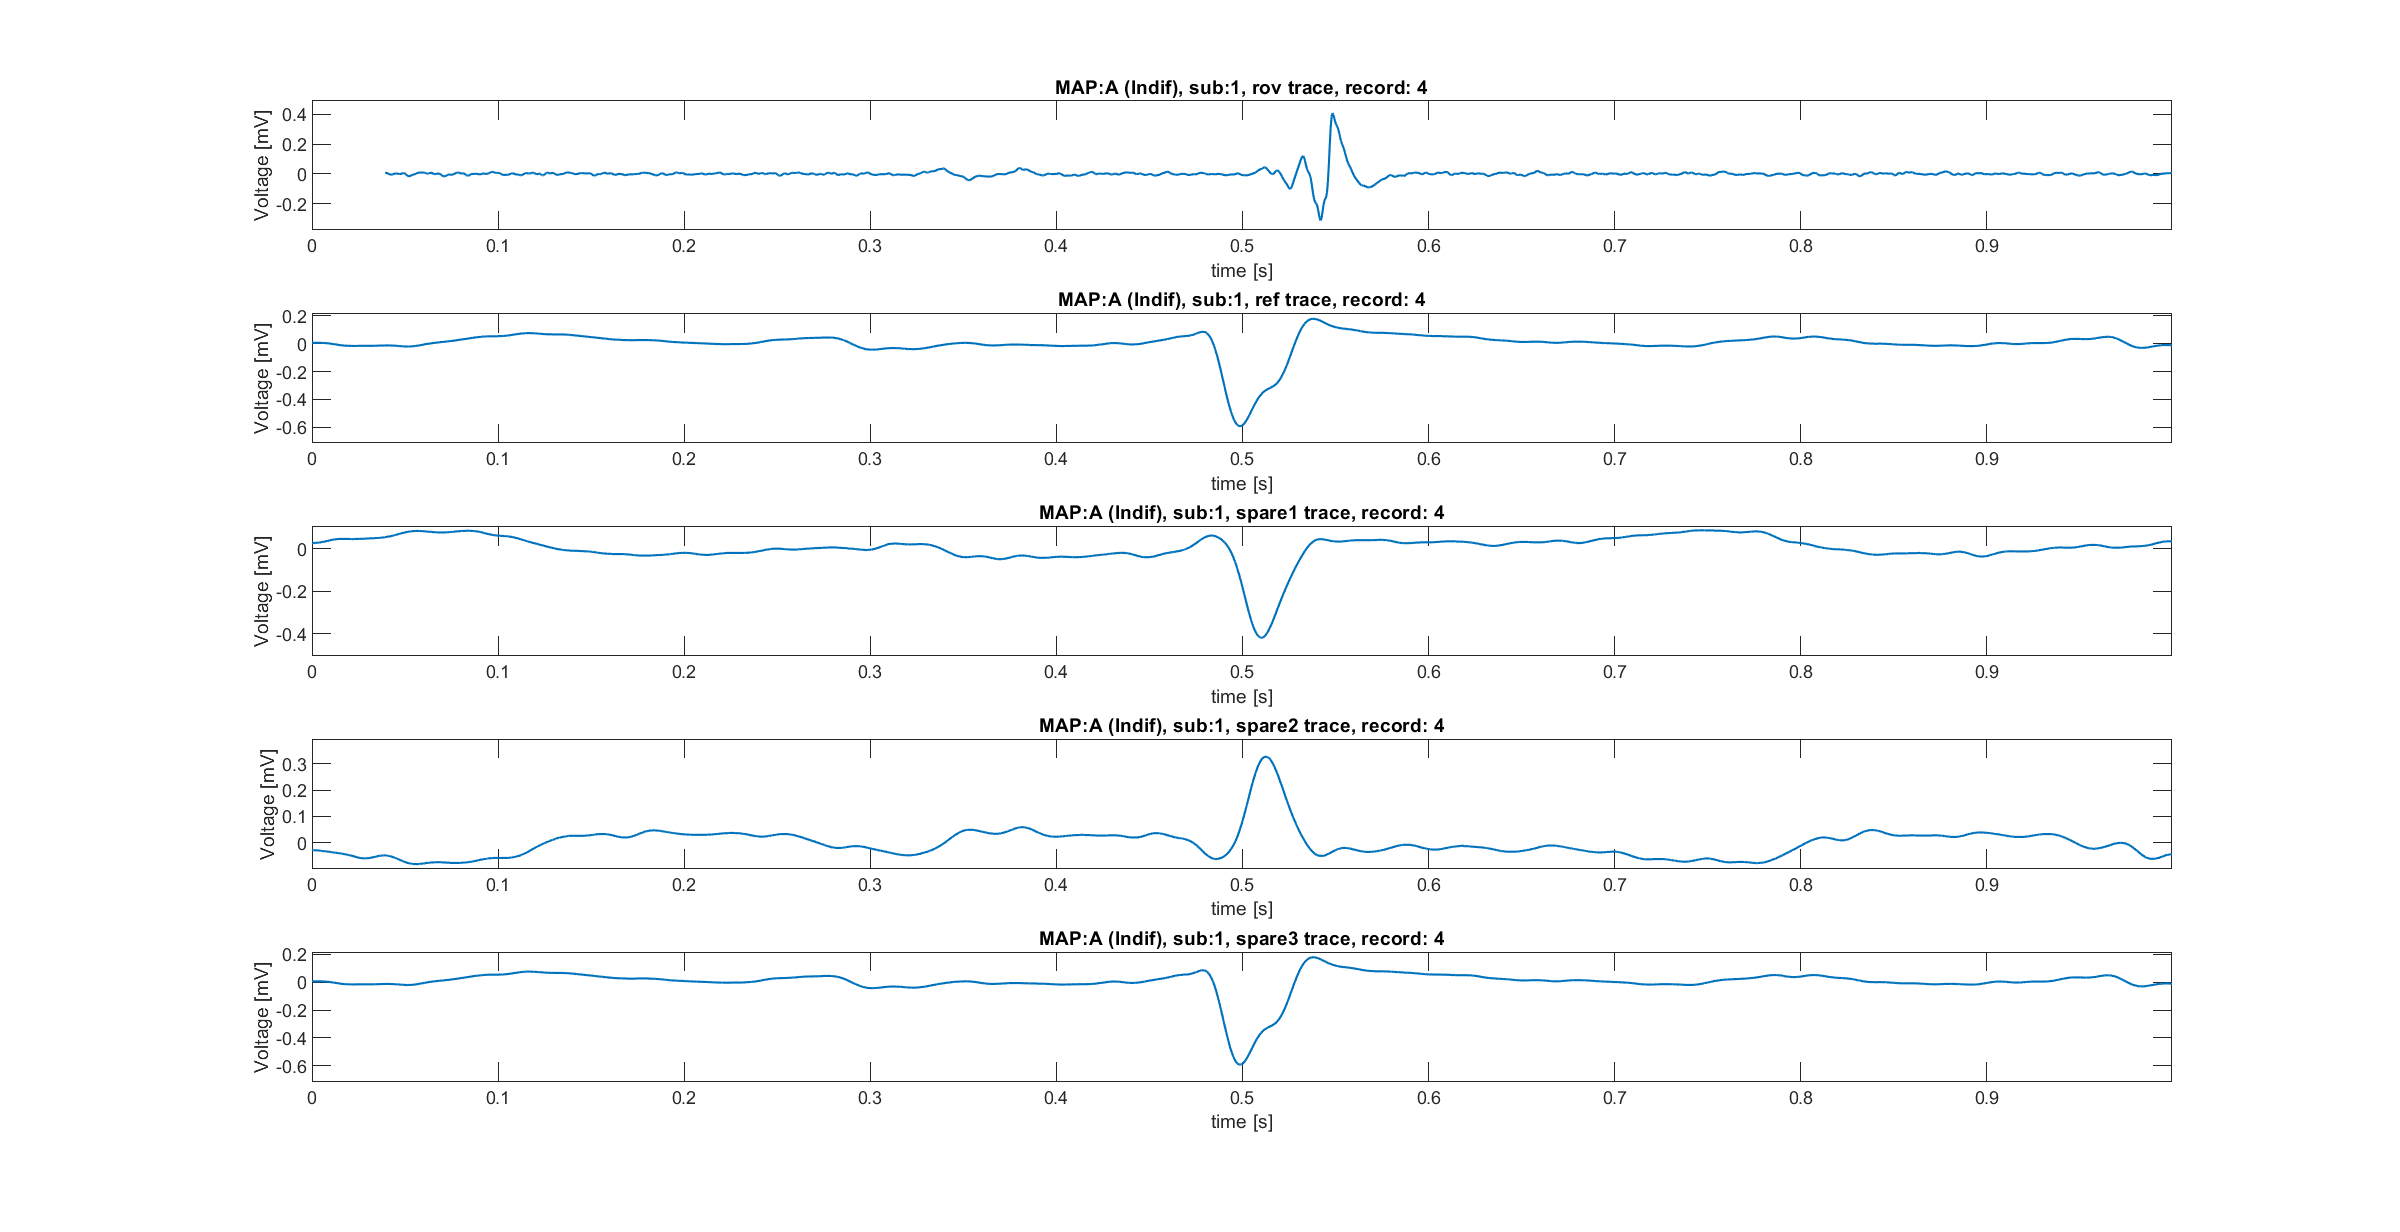 MAP:A (Indif), sub:1, rov trace, record: 4
Voltage [mV]
0.4
0.2
0
-0.2
0 0.1 0.2 0.3 0.4 0.5 0.6 0.7 0.8 0.9
time [s]
MAP:A (Indif), sub:1, ref trace, record: 4
Voltage [mV]
0.2
0
-0.2
-0.4
-0.6
0 0.1 0.2 0.3 0.4 0.5 0.6 0.7 0.8 0.9
time [s]
MAP:A (Indif), sub:1, spare1 trace, record: 4
Voltage [mV]
0
-0.2
-0.4
0 0.1 0.2 0.3 0.4 0.5 0.6 0.7 0.8 0.9
time [s]
MAP:A (Indif), sub:1, spare2 trace, record: 4
Voltage [mV]
0.3
0.2
0.1
0
0 0.1 0.2 0.3 0.4 0.5 0.6 0.7 0.8 0.9
time [s]
MAP:A (Indif), sub:1, spare3 trace, record: 4
Voltage [mV]
0.2
0
-0.2
-0.4
-0.6
0 0.1 0.2 0.3 0.4 0.5 0.6 0.7 0.8 0.9
time [s]